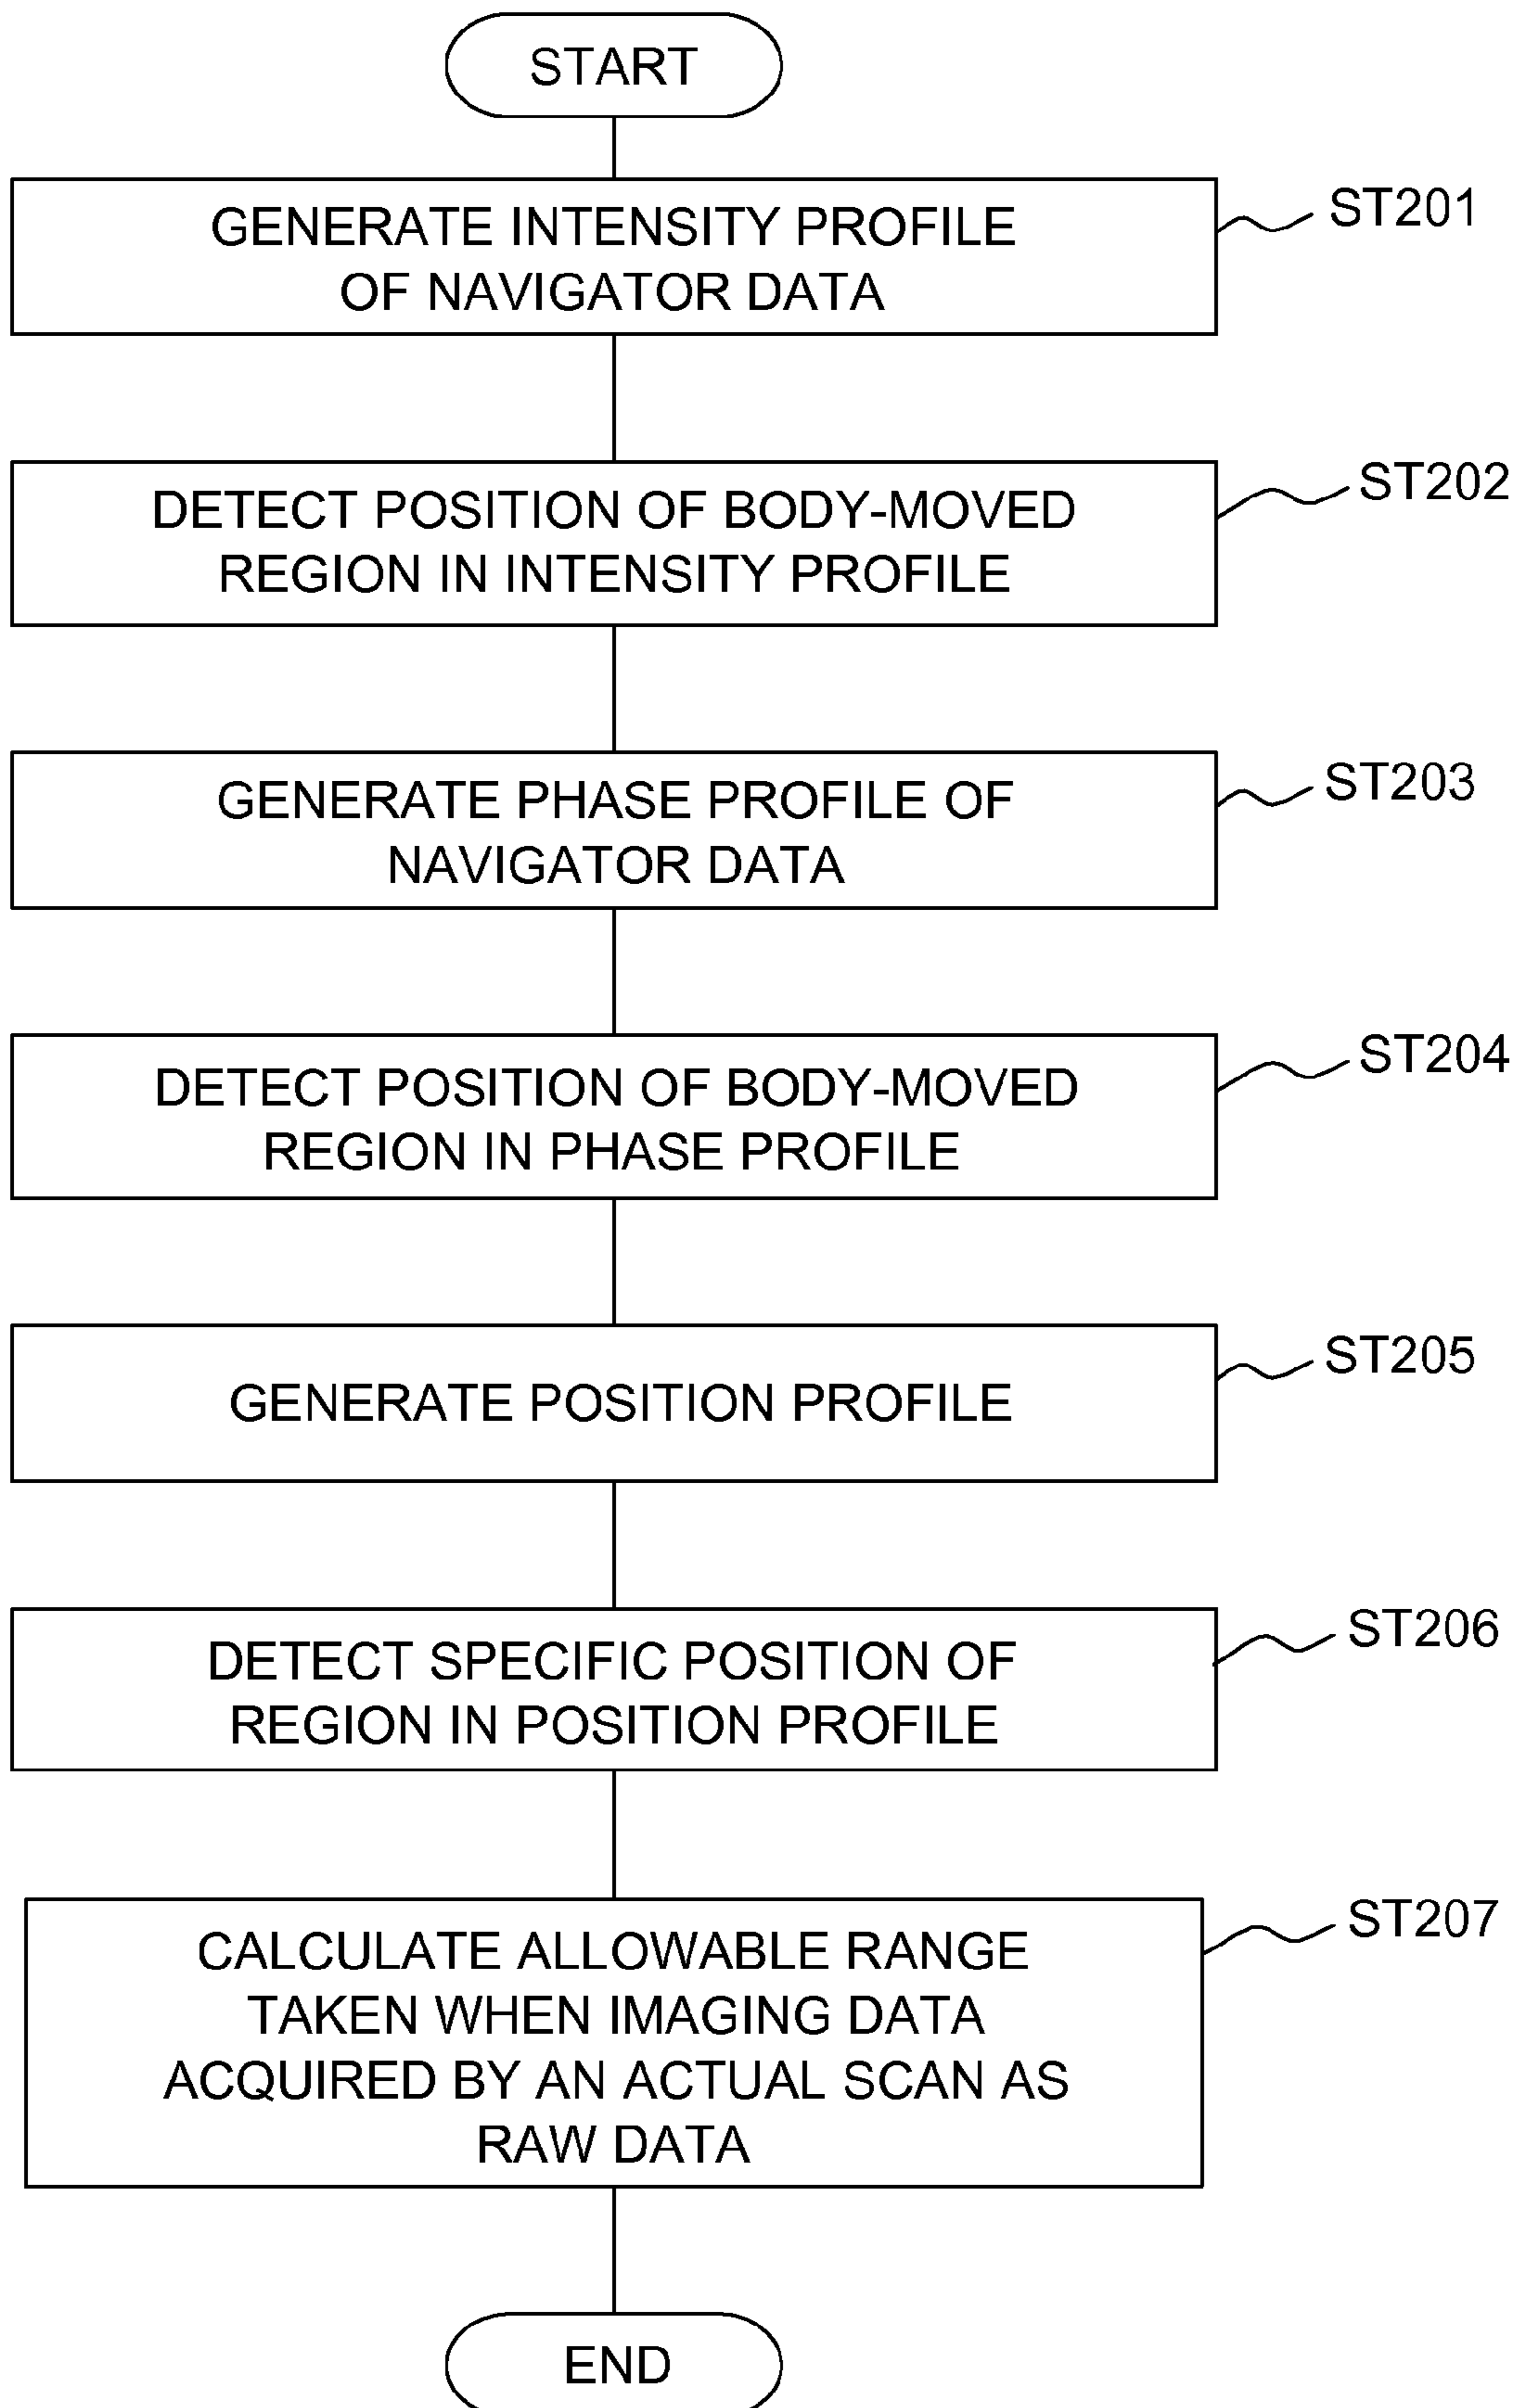 START
GENERATE INTENSITY PROFILE
OF NAVIGATOR DATA
ST201
DETECT POSITION OF BODY-MOVED
REGION IN INTENSITY PROFILE
ST202
GENERATE PHASE PROFILE OF
NAVIGATOR DATA
ST203
DETECT POSITION OF BODY-MOVED
REGION IN PHASE PROFILE
ST204
GENERATE POSITION PROFILE
ST205
DETECT SPECIFIC POSITION OF
REGION IN POSITION PROFILE
ST206
CALCULATE ALLOWABLE RANGE
TAKEN WHEN IMAGING DATA
ACQUIRED BY AN ACTUAL SCAN AS
RAW DATA
ST207
END